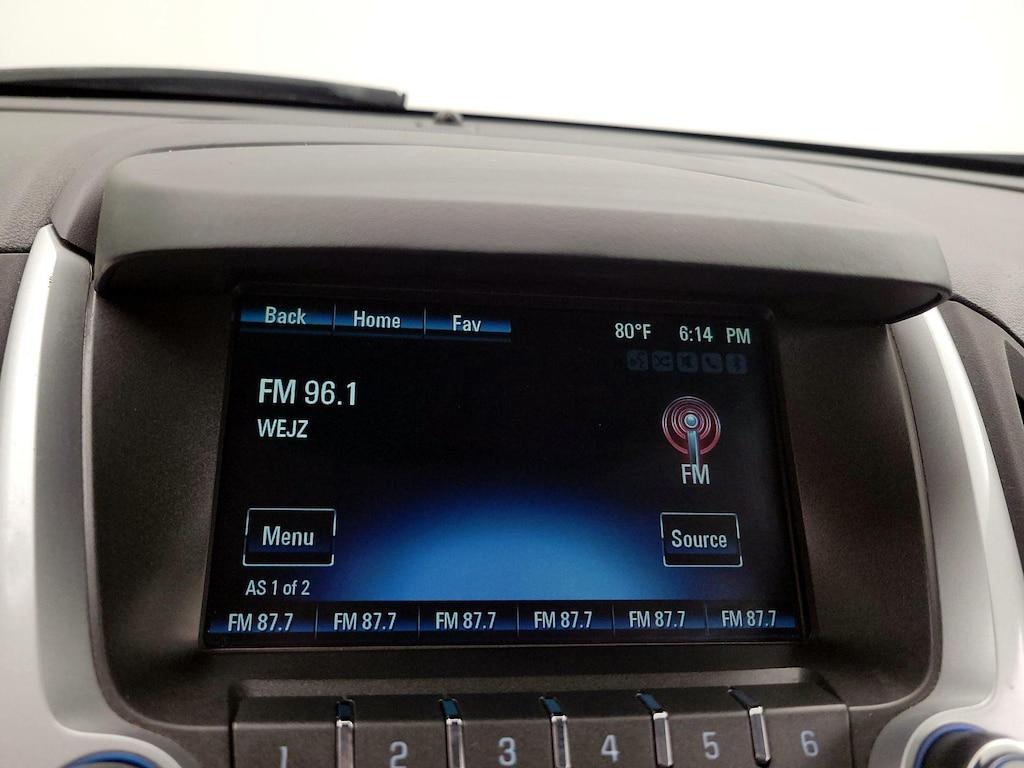 Back Home Fav
80°F 6:14 PM
FM 96.1
WEJZ
FM
Menu
Source
AS 1 of 2
FM 87.7 FM 87.7 FM 87.7 FM 87.7 FM 87.7 FM 87.7
1 2 3 4 5 6